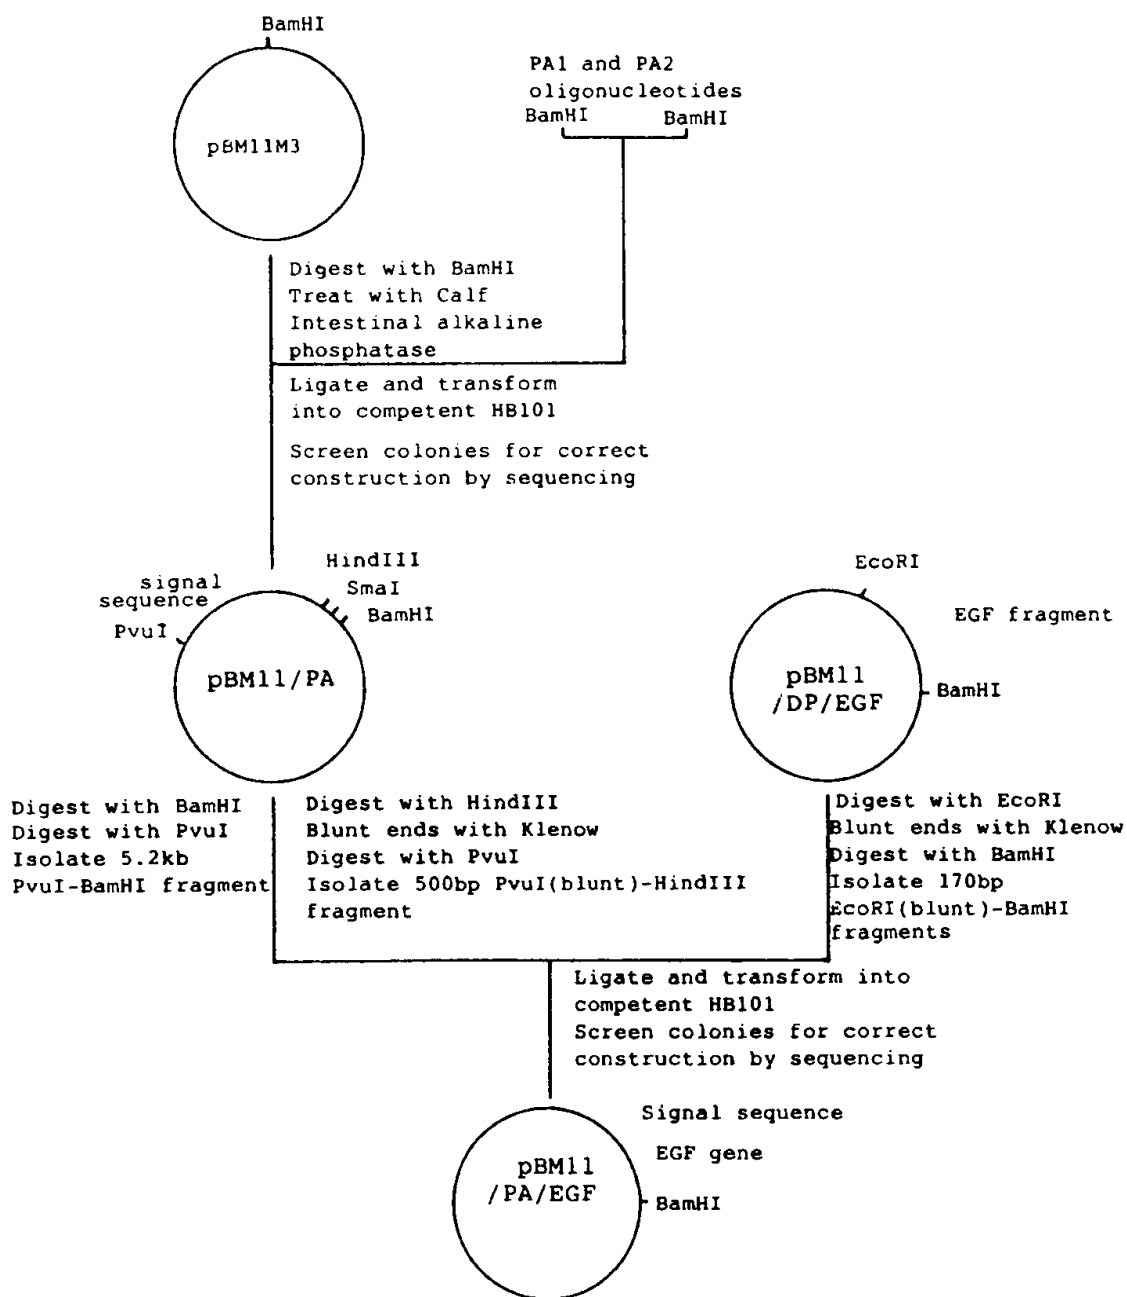 BamHI
pBM11M3
PA1 and PA2
oligonucleotides
BamHI BamHI
Digest with BamHI
Treat with Calf
Intestinal alkaline
phosphatase
Ligate and transform
into competent HB101
Screen colonies for correct
construction by sequencing
signal
sequence
PvuI
HindIII
SmaI
BamHI
pBM11/PA
EcoRI
EGF fragment
BamHI
pBM11
/DP/EGF
Digest with BamHI
Digest with PvuI
Isolate 5.2kb
PvuI-BamHI fragment
Digest with HindIII
Blunt ends with Klenow
Digest with PvuI
Isolate 500bp PvuI(blunt)-HindIII
fragment
Digest with EcoRI
Blunt ends with Klenow
Digest with BamHI
Isolate 170bp
EcoRI(blunt)-BamHI
fragments
Ligate and transform into
competent HB101
Screen colonies for correct
construction by sequencing
Signal sequence
EGF gene
BamHI
pBM11
/PA/EGF